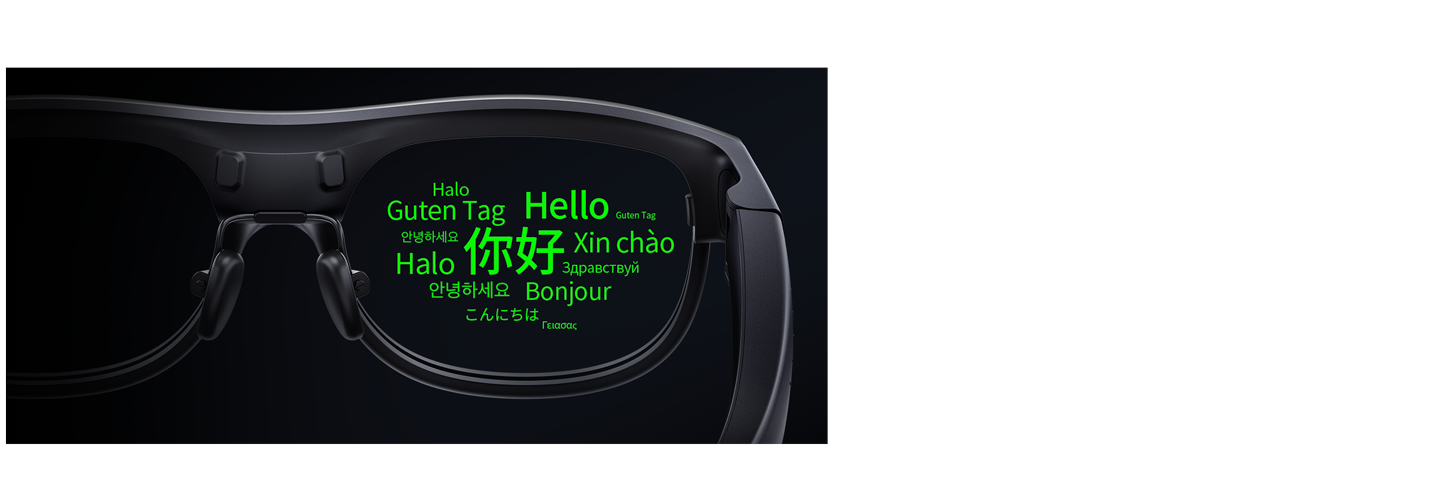 Halo
Guten Tag
Hello
Guten Tag
안녕하세요
你好
Xin chào
Halo
Здравствуй
안녕하세요
Bonjour
こんにちは
Γειασας